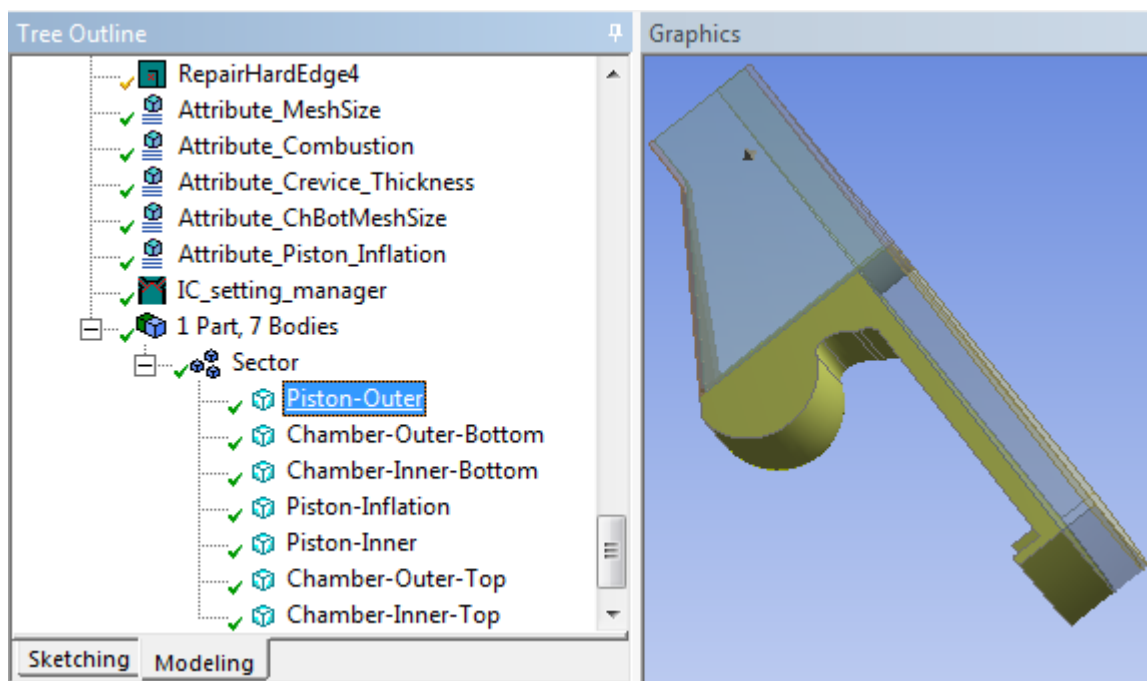 Tree Outline
Graphics
RepairHardEdge4
Attribute_MeshSize
Attribute_Combustion
Attribute_Crevice_Thickness
Attribute_ChBotMeshSize
Attribute_Piston_Inflation
IC_setting_manager
1 Part, 7 Bodies
Sector
Piston-Outer
Chamber-Outer-Bottom
Chamber-Inner-Bottom
Piston-Inflation
Piston-Inner
Chamber-Outer-Top
Chamber-Inner-Top
Sketching Modeling